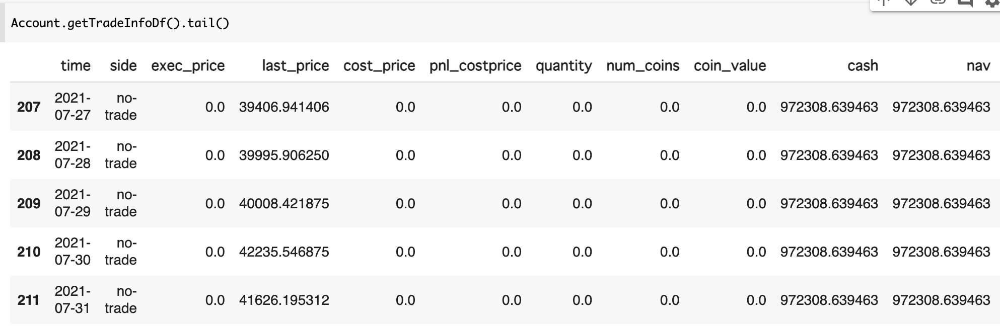 Account.getTradeInfoDf().tail()
time side exec_price last_price cost_price pnl_costprice quantity num_coins coin_value cash nav
207 2021-07-27 no-trade 0.0 39406.941406 0.0 0.0 0.0 0.0 0.0 972308.639463 972308.639463
208 2021-07-28 no-trade 0.0 39995.906250 0.0 0.0 0.0 0.0 0.0 972308.639463 972308.639463
209 2021-07-29 no-trade 0.0 40008.421875 0.0 0.0 0.0 0.0 0.0 972308.639463 972308.639463
210 2021-07-30 no-trade 0.0 42235.546875 0.0 0.0 0.0 0.0 0.0 972308.639463 972308.639463
211 2021-07-31 no-trade 0.0 41626.195312 0.0 0.0 0.0 0.0 0.0 972308.639463 972308.639463